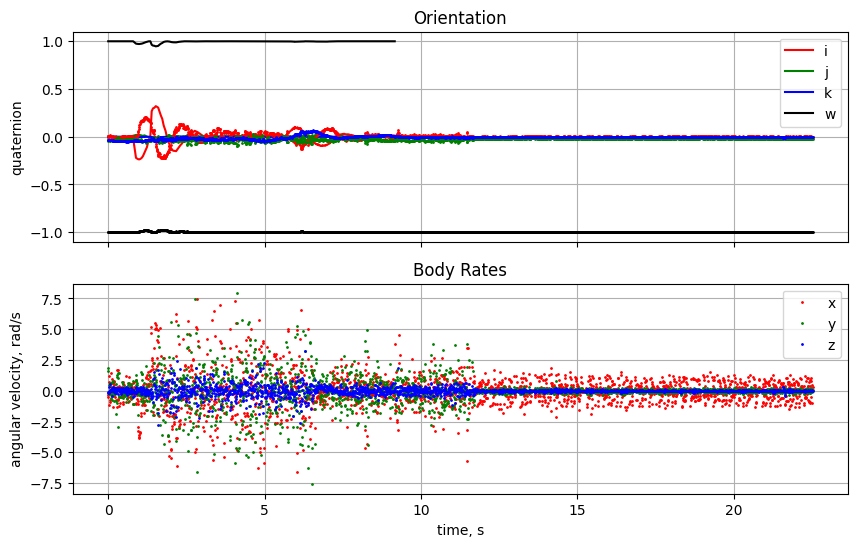 Orientation
1.0
0.5
0.0
−0.5
−1.0
quaternion
i
j
k
w
Body Rates
7.5
5.0
2.5
0.0
−2.5
−5.0
−7.5
angular velocity, rad/s
x
y
z
0
5
10
15
20
time, s